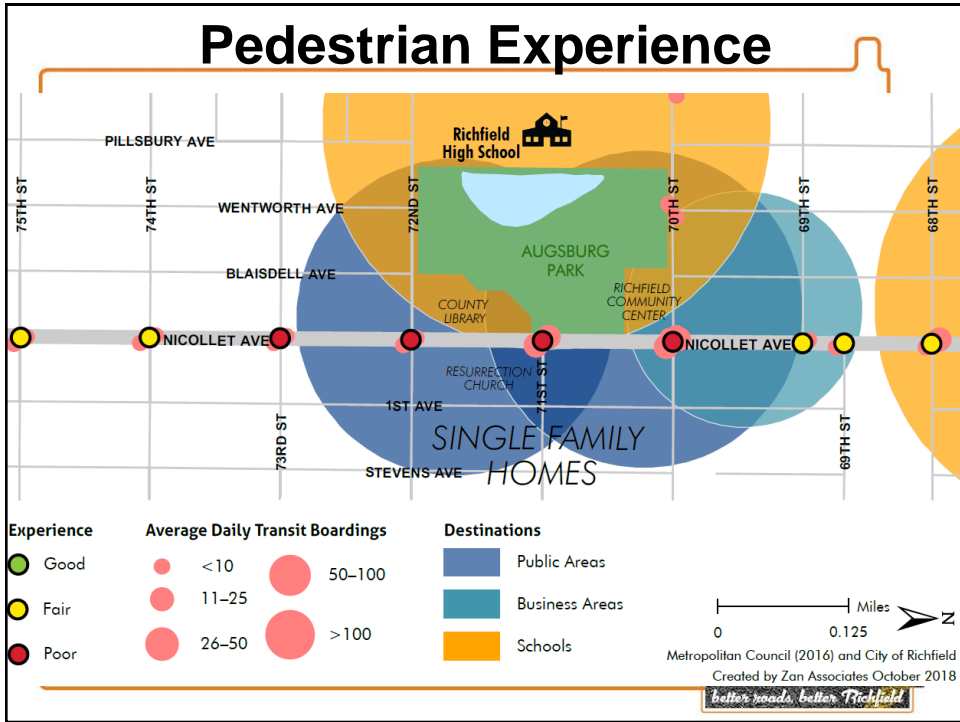 Pedestrian Experience
Richfield
High School
PILLSBURY AVE
75TH ST
74TH ST
72ND ST
70TH ST
69TH ST
68TH ST
WENTWORTH AVE
AUGSBURG
PARK
BLAISDELL AVE
COUNTY
LIBRARY
RICHFIELD
COMMUNITY
CENTER
NICOLLET AVE
NICOLLET AVE
RESURRECTION
CHURCH
71ST ST
1ST AVE
73RD ST
69TH ST
SINGLE FAMILY
HOMES
STEVENS AVE
Experience
Good
Fair
Poor
Average Daily Transit Boardings
<10
11–25
26–50
50–100
>100
Destinations
Public Areas
Business Areas
Schools
Miles
0 0.125
N
Metropolitan Council (2016) and City of Richfield
Created by Zan Associates October 2018
better roads, better Richfield